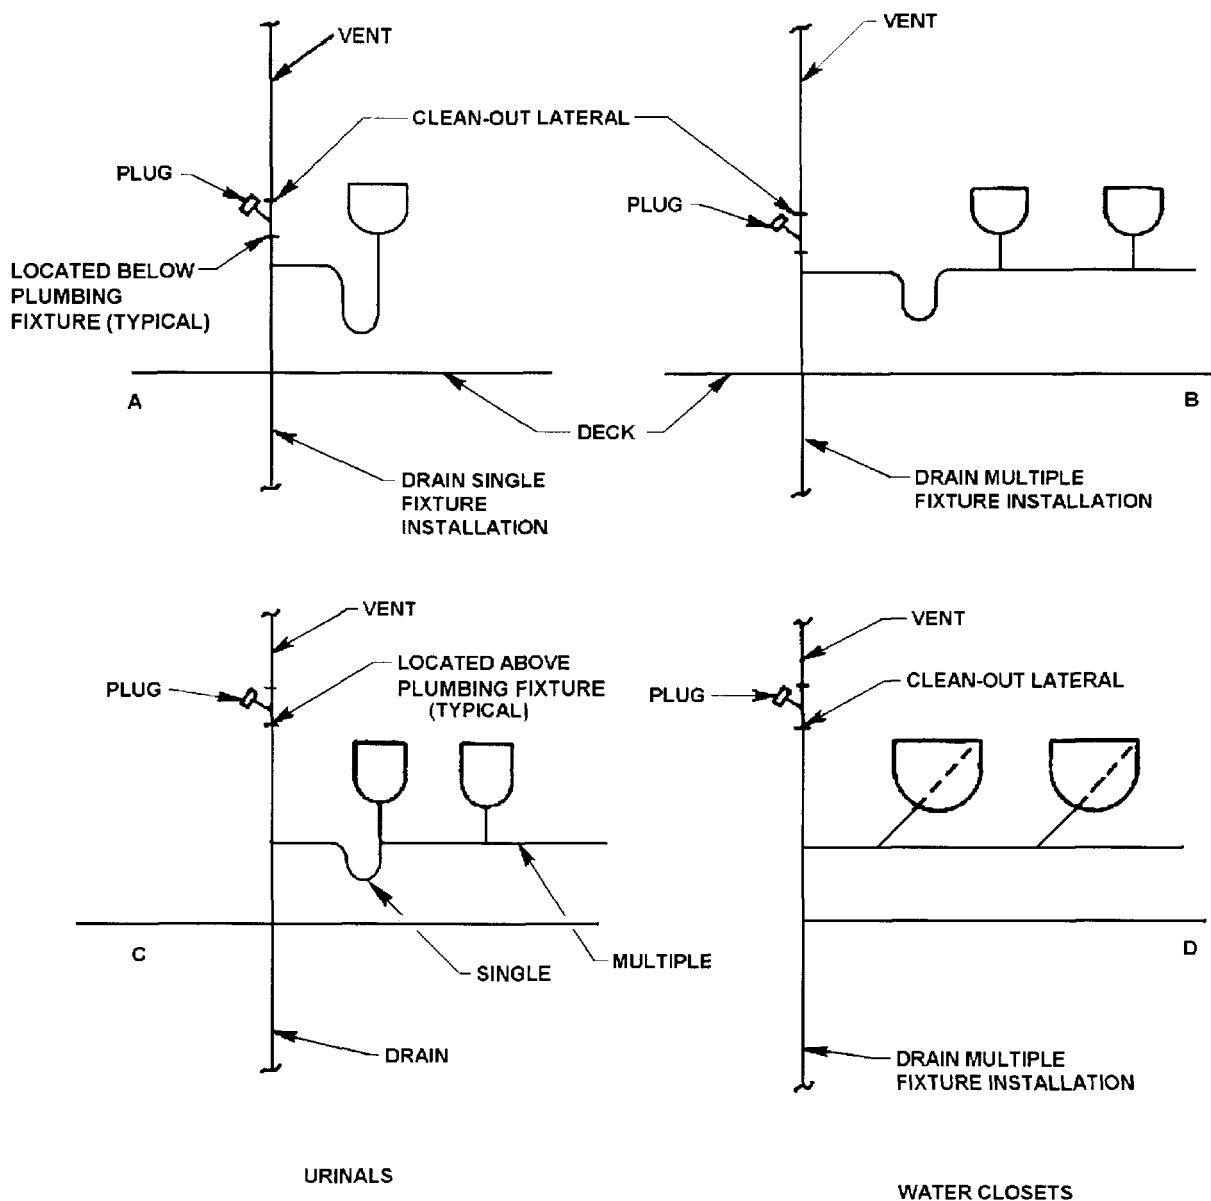 VENT
CLEAN-OUT LATERAL
PLUG
LOCATED BELOW
PLUMBING
FIXTURE (TYPICAL)
A
DRAIN SINGLE
FIXTURE
INSTALLATION
DECK
VENT
PLUG
B
DRAIN MULTIPLE
FIXTURE INSTALLATION
VENT
LOCATED ABOVE
PLUMBING FIXTURE
(TYPICAL)
PLUG
C
SINGLE
MULTIPLE
DRAIN
URINALS
VENT
CLEAN-OUT LATERAL
PLUG
D
DRAIN MULTIPLE
FIXTURE INSTALLATION
WATER CLOSETS